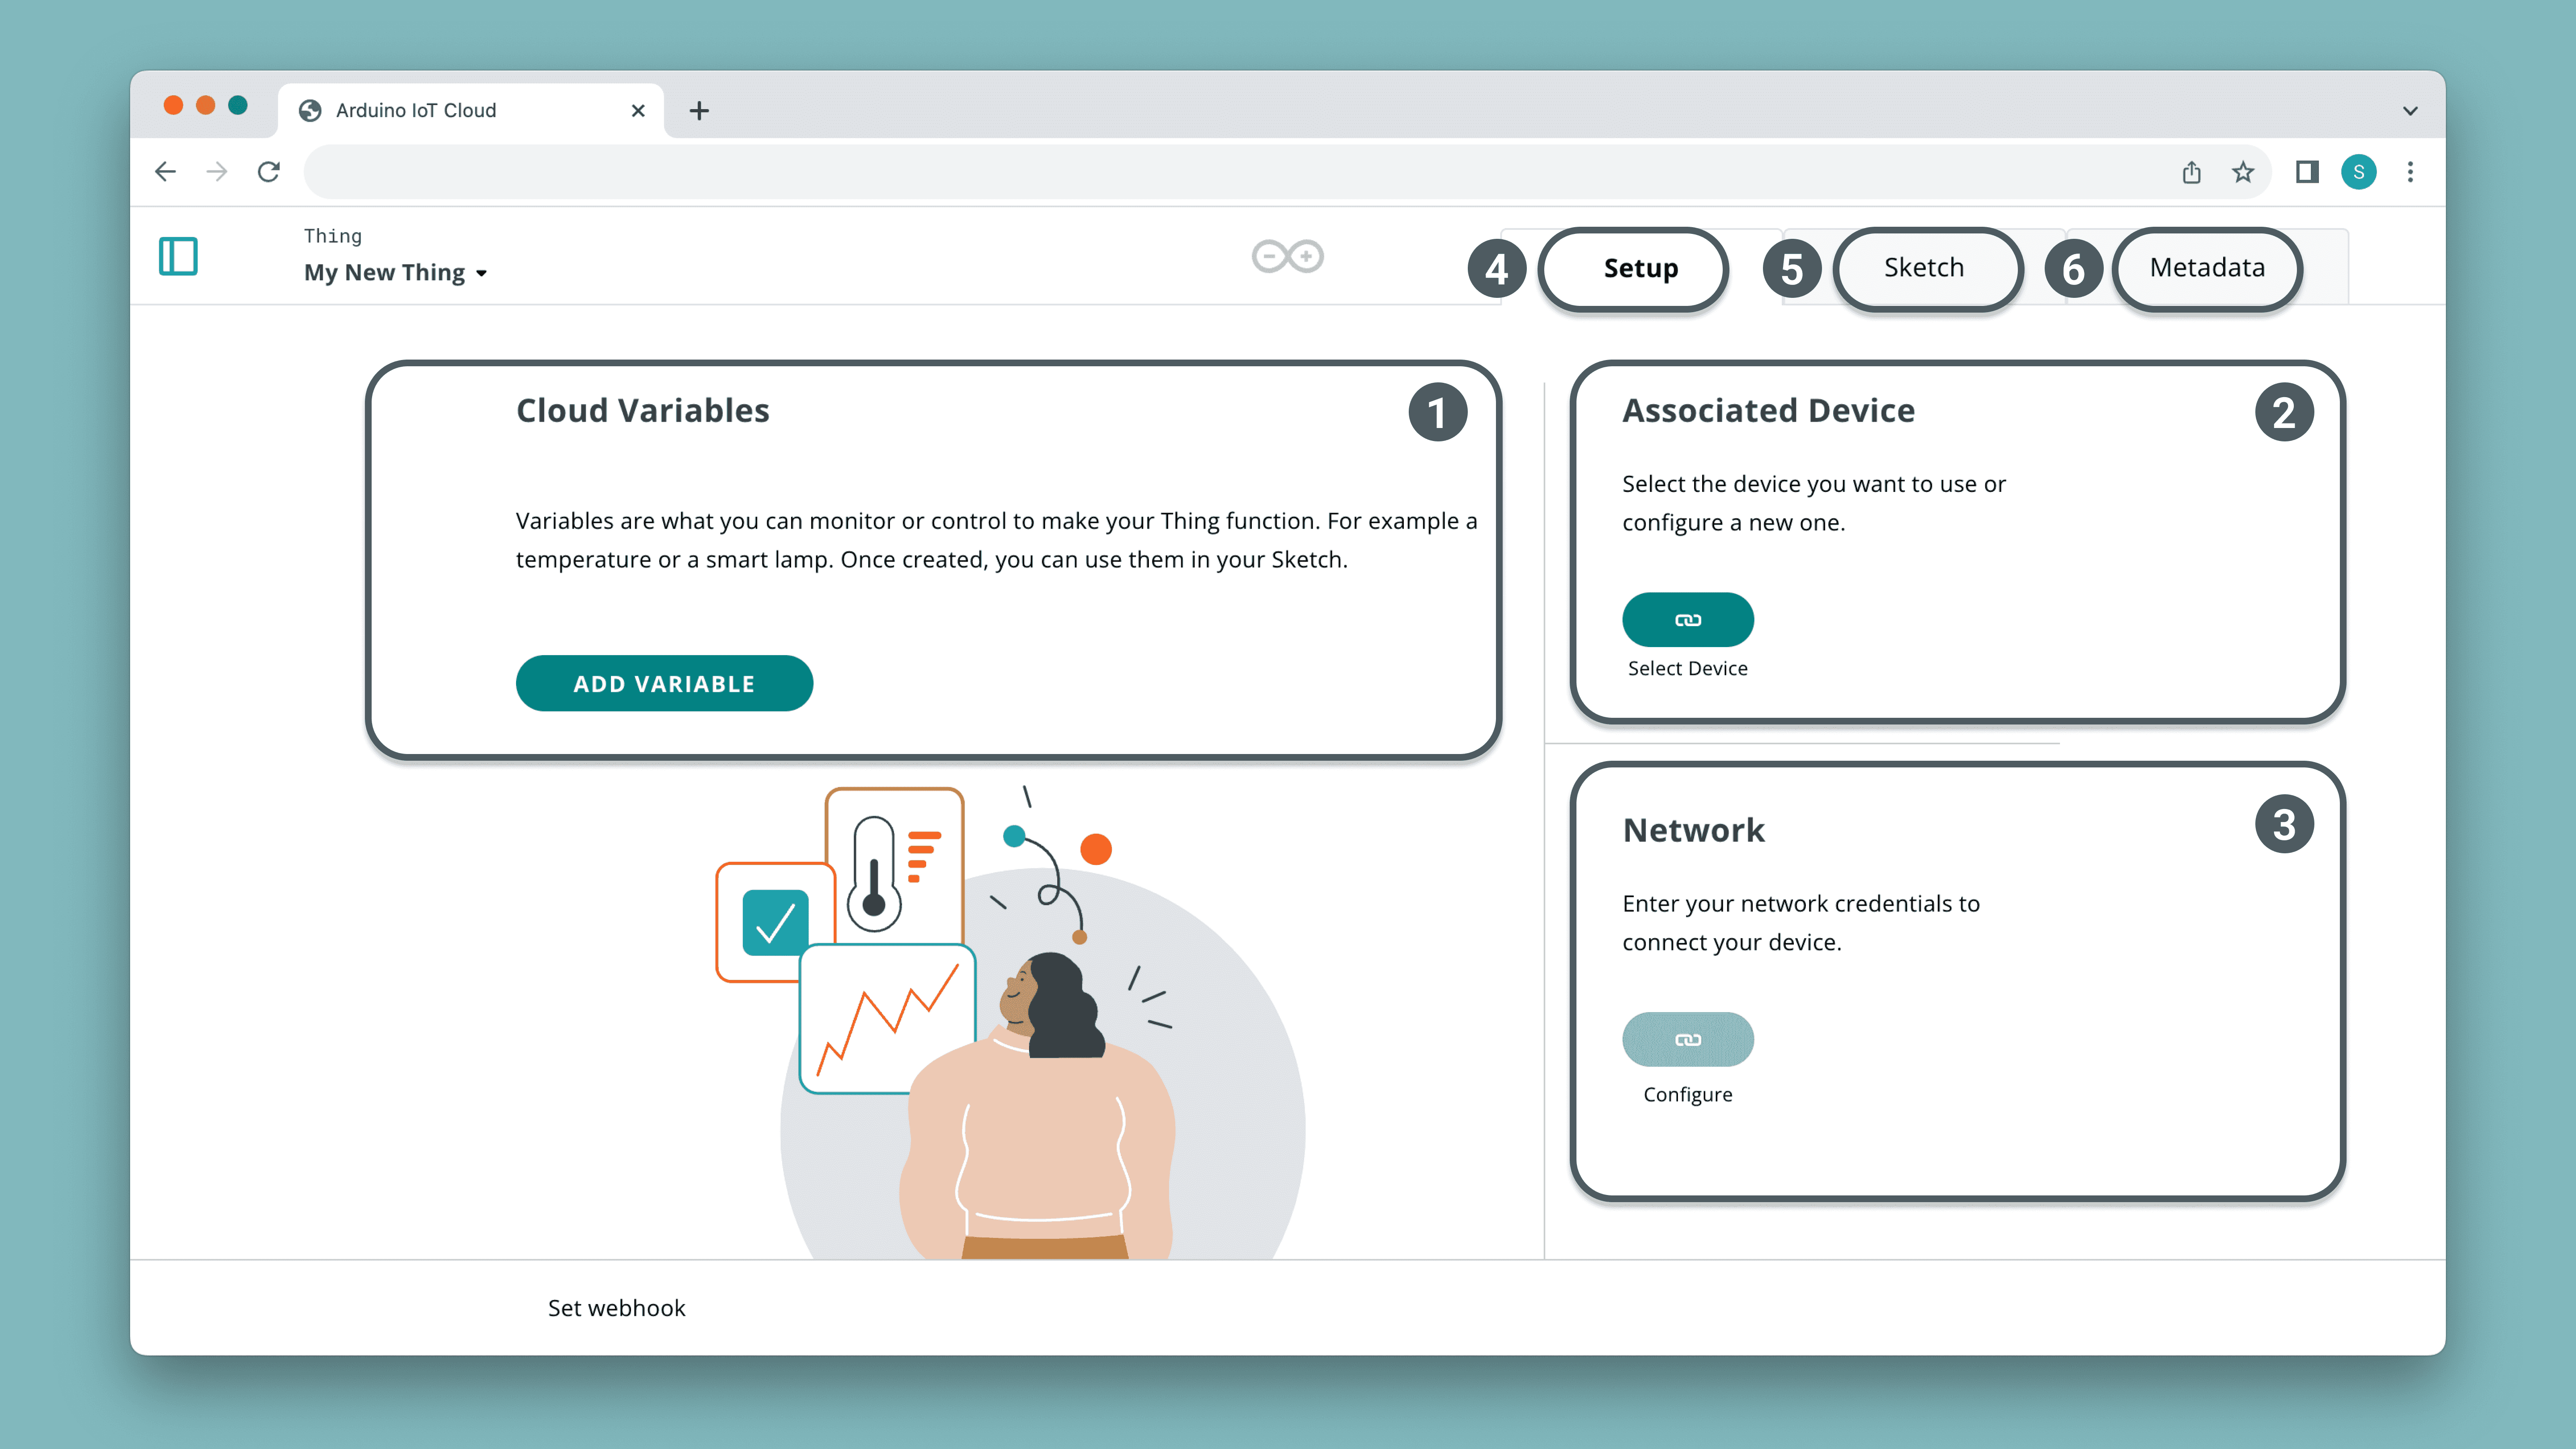 Arduino IoT Cloud
S
Thing
My New Thing
4 Setup 5 Sketch 6 Metadata
Cloud Variables 1
Variables are what you can monitor or control to make your Thing function. For example a
temperature or a smart lamp. Once created, you can use them in your Sketch.
ADD VARIABLE
Associated Device 2
Select the device you want to use or
configure a new one.
Select Device
Network 3
Enter your network credentials to
connect your device.
Configure
Set webhook